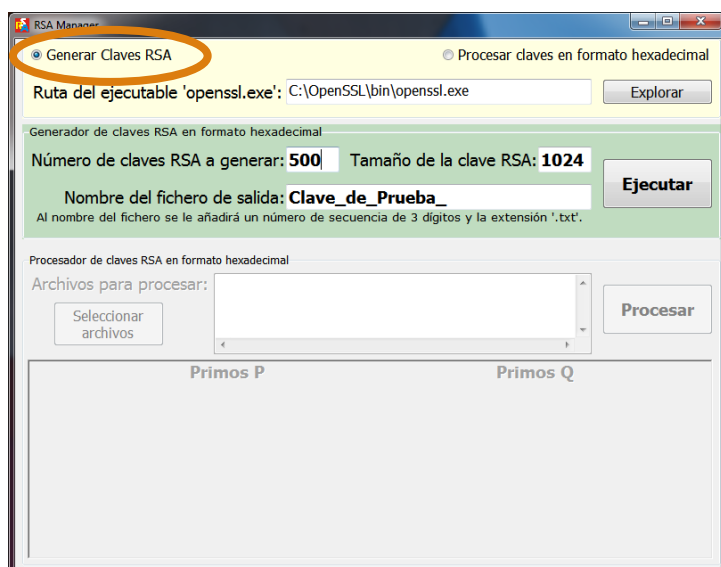 RSA Manager
Generar Claves RSA Procesar claves en formato hexadecimal
Ruta del ejecutable 'openssl.exe': C:\OpenSSL\bin\openssl.exe Explorar
Generador de claves RSA en formato hexadecimal
Número de claves RSA a generar: 500 Tamaño de la clave RSA: 1024
Ejecutar
Nombre del fichero de salida: Clave_de_Prueba_
Al nombre del fichero se le añadirá un número de secuencia de 3 dígitos y la extensión '.txt'.
Procesador de claves RSA en formato hexadecimal
Archivos para procesar:
Seleccionar
archivos
Procesar
Primos P Primos Q